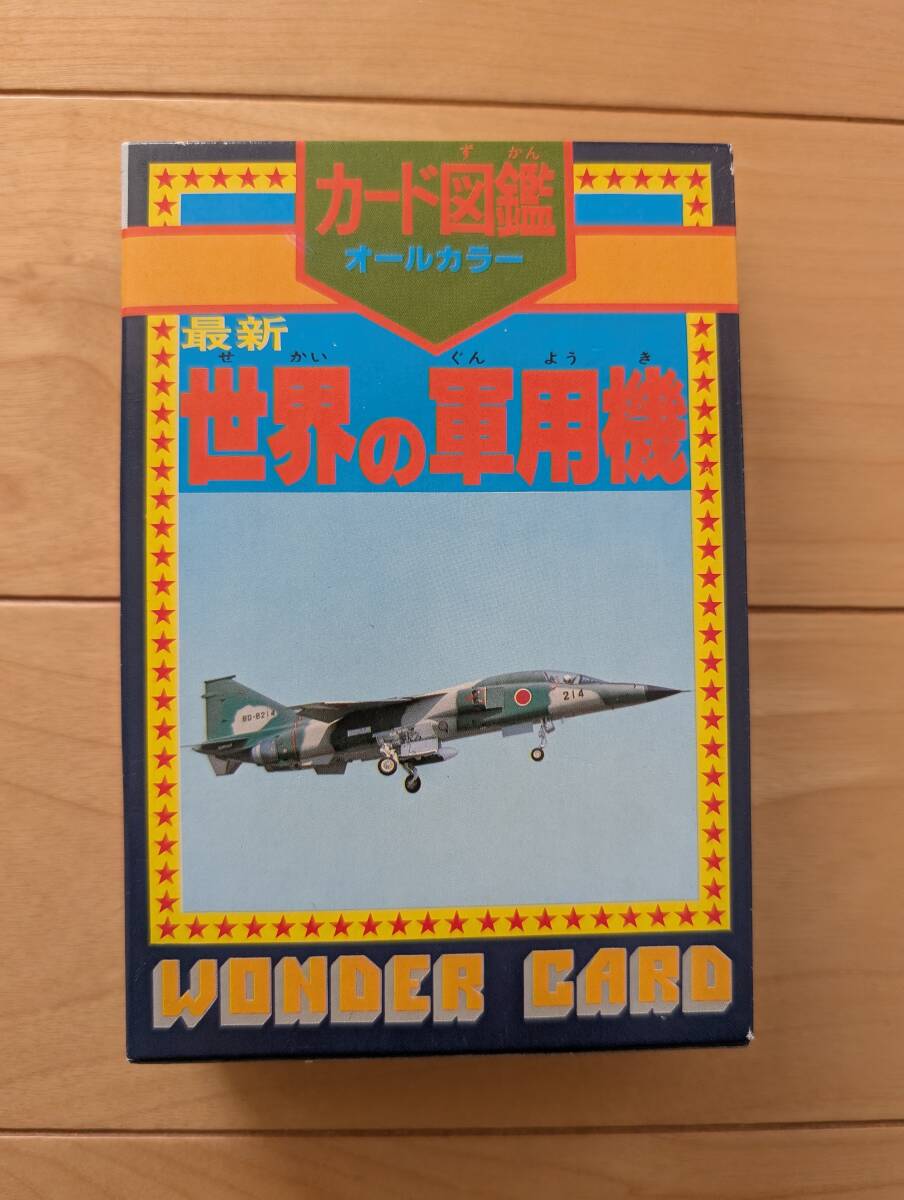 ず かん
カード図鑑
オールカラー
最新
せ かい ぐん よう き
世界の軍用機
80-8214
214
WONDER CARD